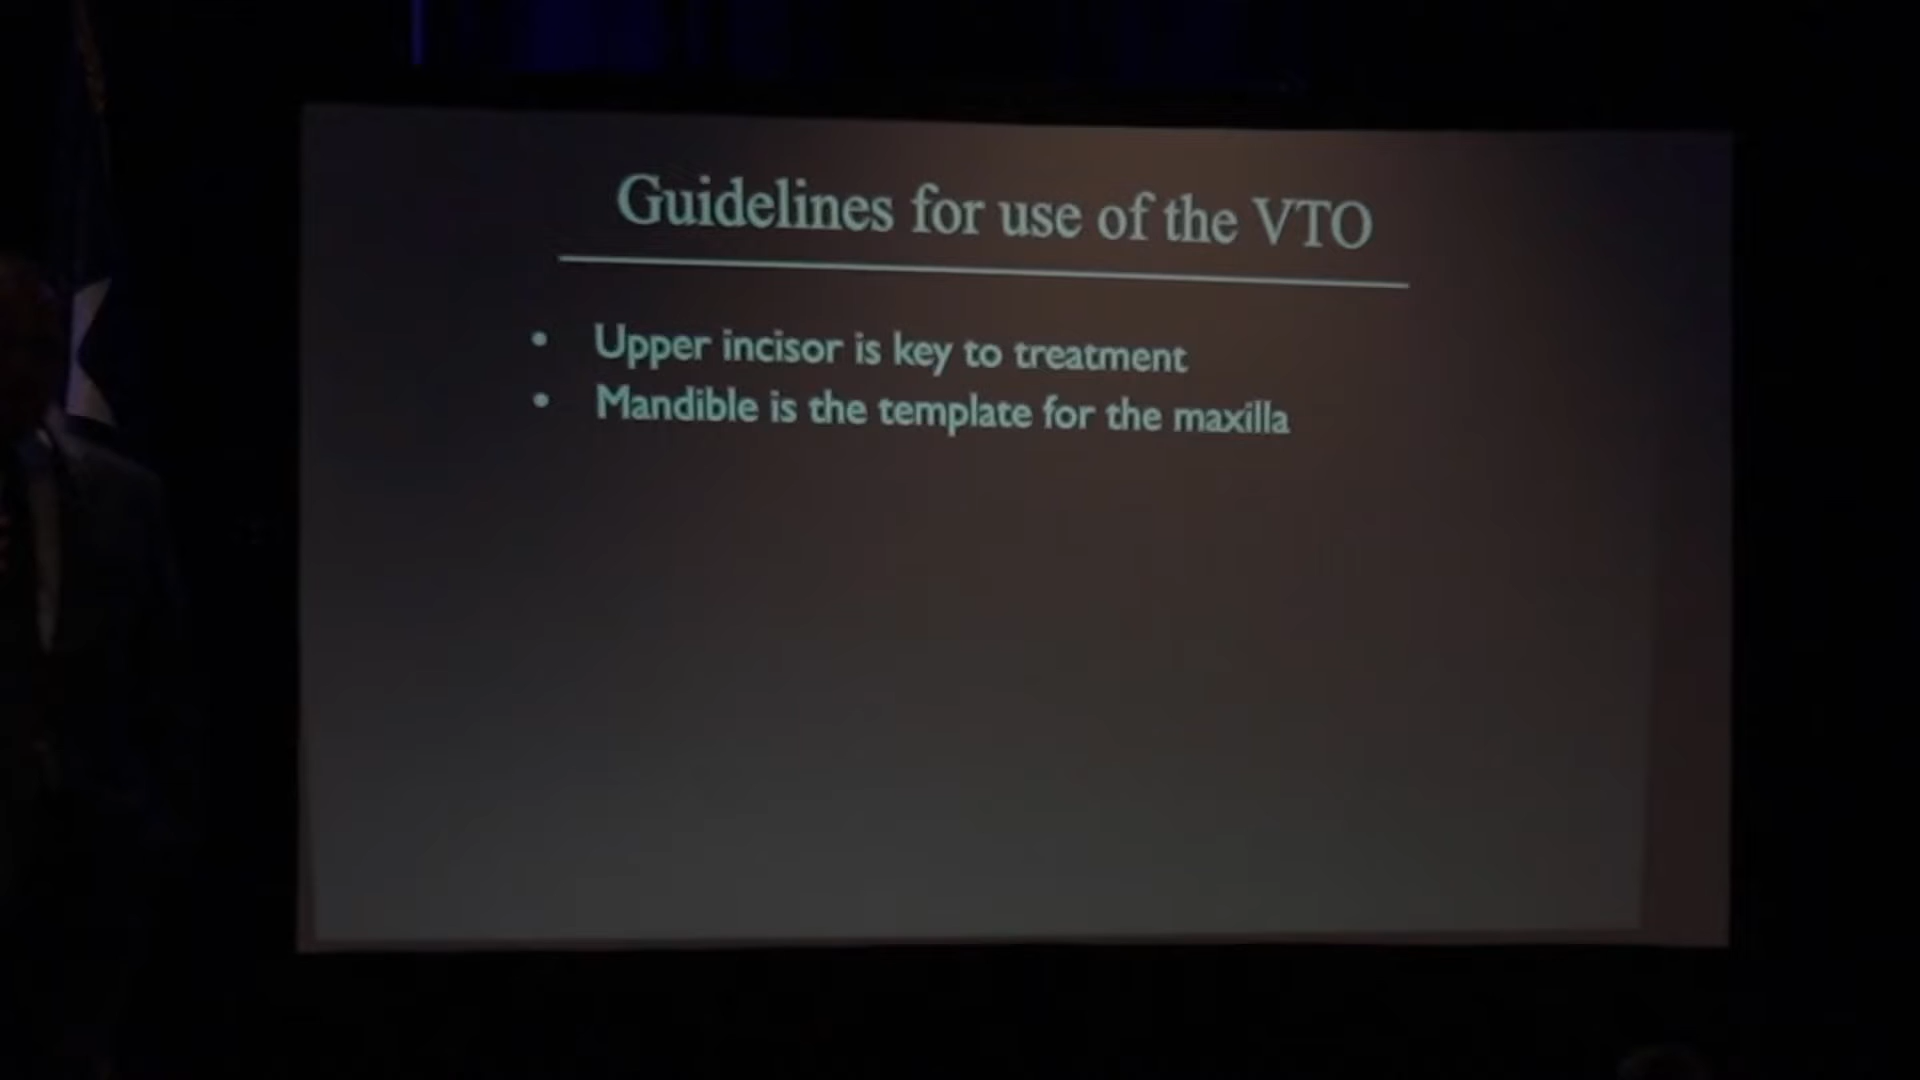 Guidelines for use of the VTO
• Upper incisor is key to treatment
• Mandible is the template for the maxilla